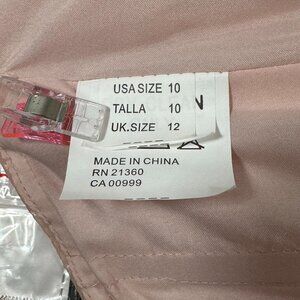 USA SIZE 10
TALLA 10
UK.SIZE 12
MADE IN CHINA
RN 21360
CA 00999